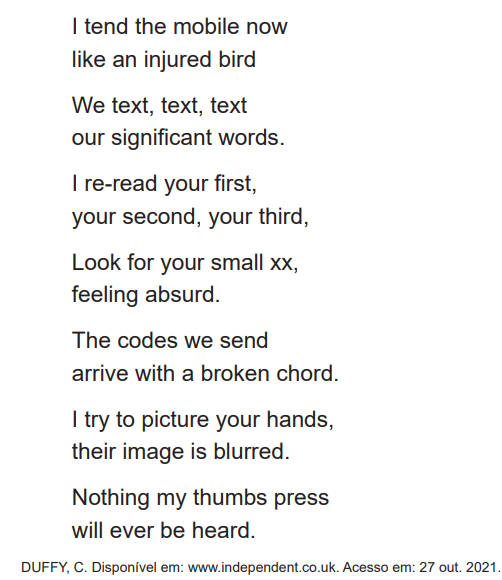 I tend the mobile now
like an injured bird
We text, text, text
our significant words.
I re-read your first,
your second, your third,
Look for your small xx,
feeling absurd.
The codes we send
arrive with a broken chord.
I try to picture your hands,
their image is blurred.
Nothing my thumbs press
will ever be heard.
DUFFY, C. Disponível em: www.independent.co.uk. Acesso em: 27 out. 2021.